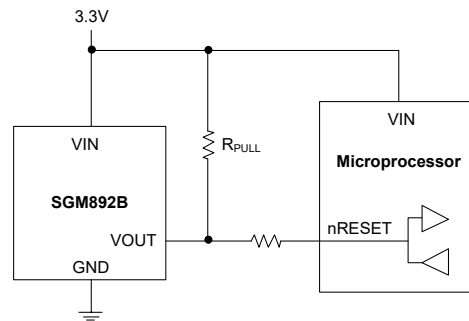 3.3V
VIN
SGM892B
VOUT
GND
RPULL
VIN
Microprocessor
nRESET